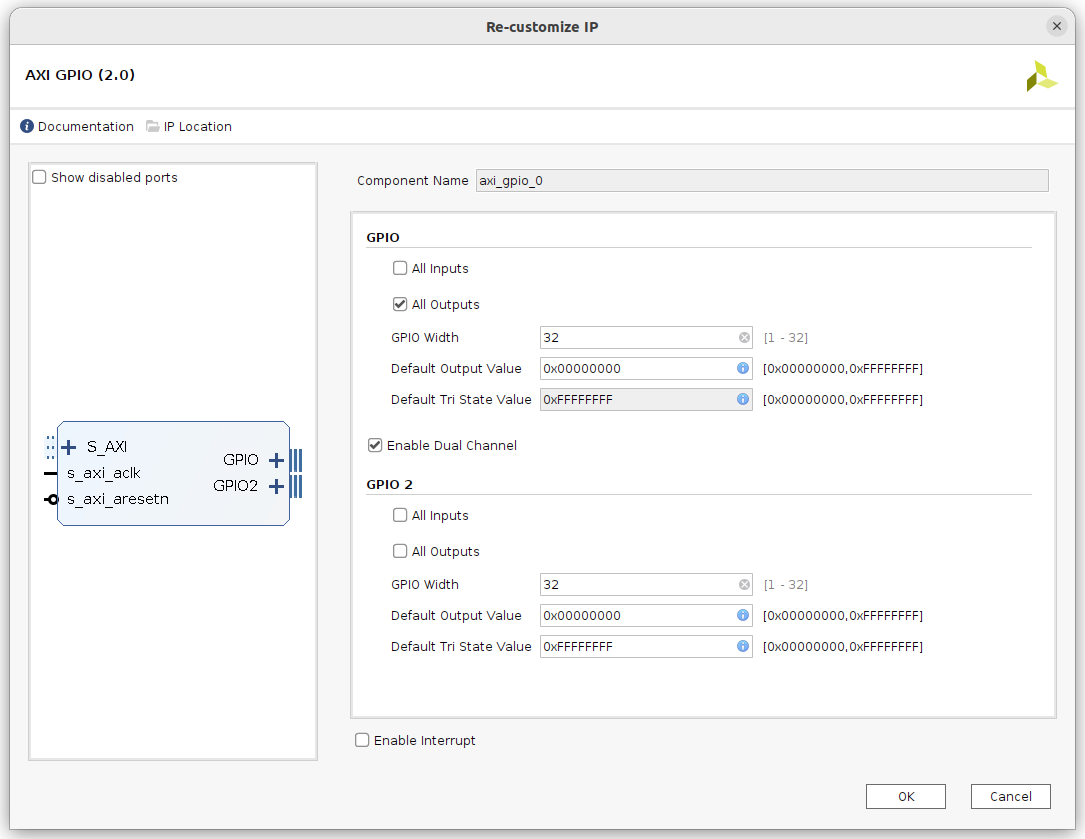 Re-customize IP
AXI GPIO (2.0)
Documentation IP Location
Show disabled ports
S_AXI
s_axi_aclk
s_axi_aresetn
GPIO
GPIO2
Component Name axi_gpio_0
GPIO
All Inputs
All Outputs
GPIO Width 32 [1 - 32]
Default Output Value 0x00000000 [0x00000000,0xFFFFFFFF]
Default Tri State Value 0xFFFFFFFF [0x00000000,0xFFFFFFFF]
Enable Dual Channel
GPIO 2
All Inputs
All Outputs
GPIO Width 32 [1 - 32]
Default Output Value 0x00000000 [0x00000000,0xFFFFFFFF]
Default Tri State Value 0xFFFFFFFF [0x00000000,0xFFFFFFFF]
Enable Interrupt
OK Cancel